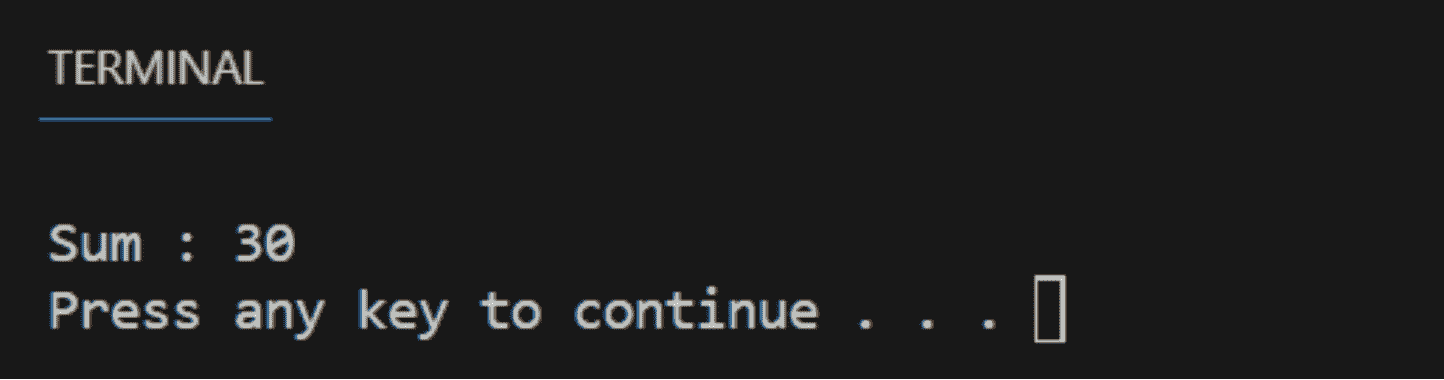 TERMINAL
Sum : 30
Press any key to continue . . .